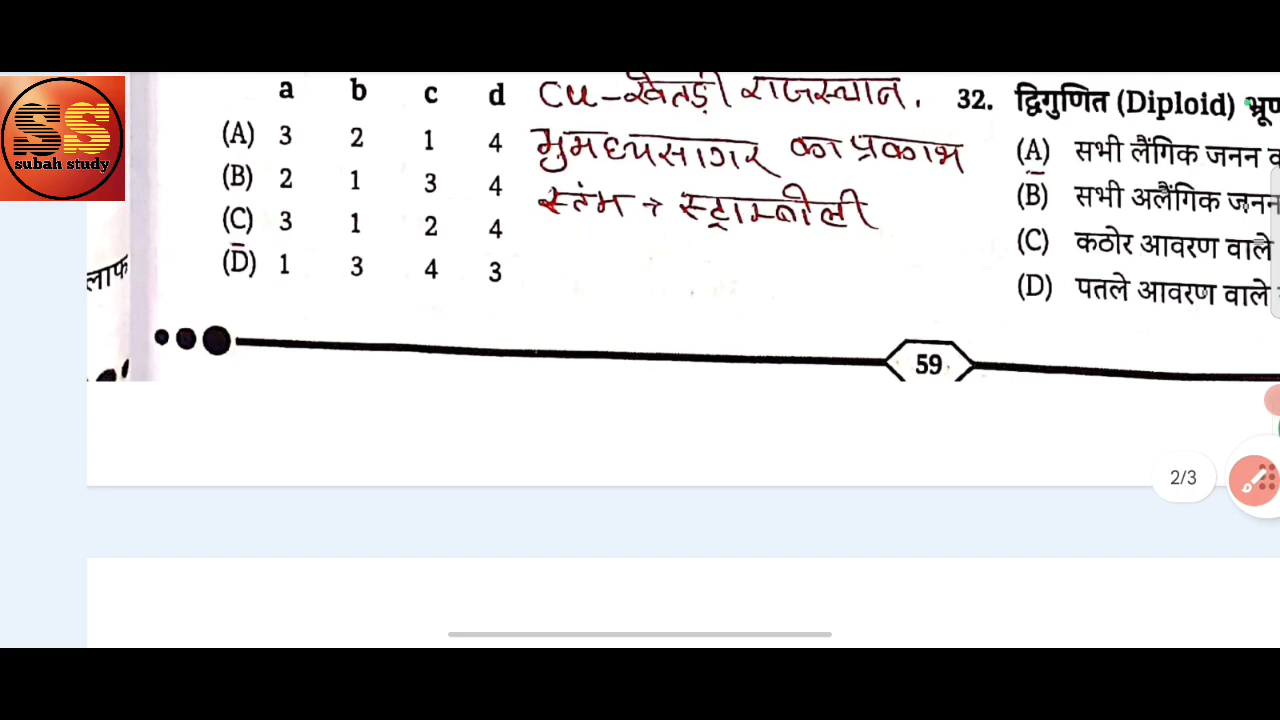 SS
subah study
a b c d
(A) 3 2 1 4
(B) 2 1 3 4
(C) 3 1 2 4
(D) 1 3 4 3
Cu-खेतड़ी राजस्थान.
भुमध्यसागर का प्रकाश
स्तंभ → स्ट्राम्बोली
32. द्विगुणित (Diploid) भ्रूण
(A) सभी लैंगिक जनन
(B) सभी अलैंगिक जनन
(C) कठोर आवरण वाले
(D) पतले आवरण वाले
59
2/3